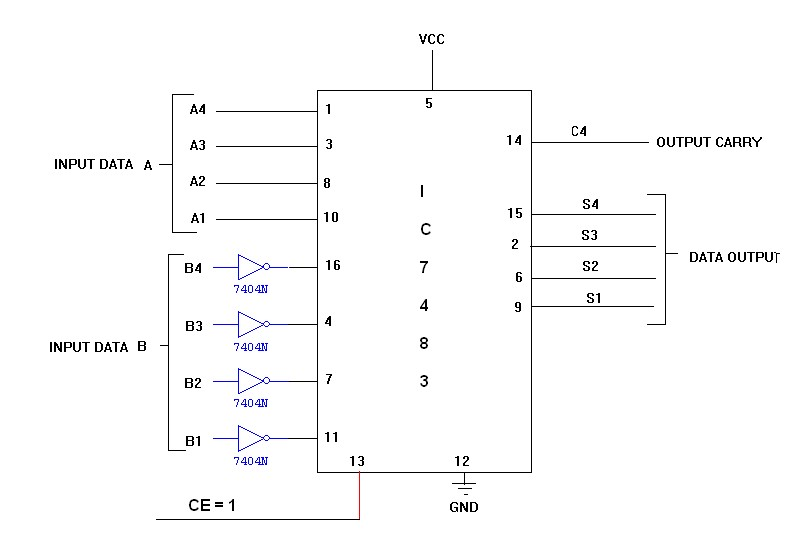 VCC
5
A4
1
A3
3
INPUT DATA A
A2
8
A1
10
B4
7404N
16
B3
7404N
4
INPUT DATA B
B2
7404N
7
B1
7404N
11
I
C
7
4
8
3
14
C4
OUTPUT CARRY
15
S4
2
S3
DATA OUTPUT
6
S2
9
S1
13
12
CE = 1
GND